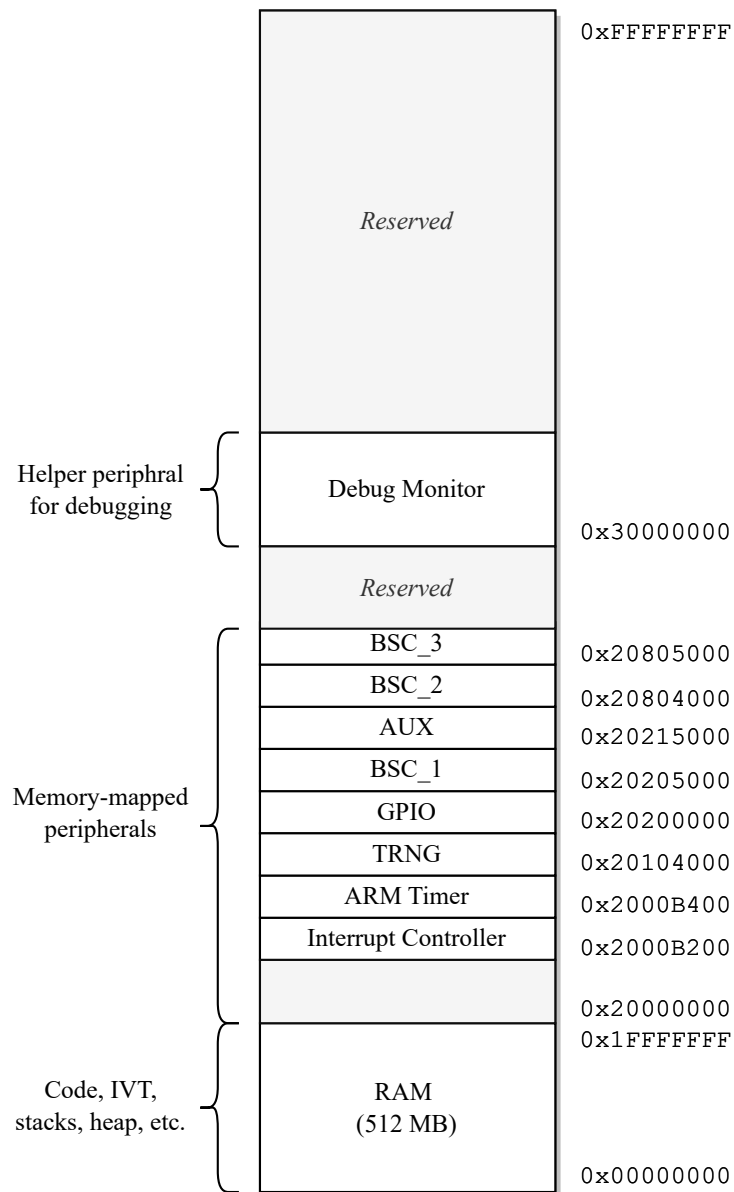 0xFFFFFFFF
Reserved
Helper periphral
for debugging
Debug Monitor
0x30000000
Reserved
BSC_3
0x20805000
BSC_2
0x20804000
AUX
0x20215000
BSC_1
0x20205000
Memory-mapped
peripherals
GPIO
0x20200000
TRNG
0x20104000
ARM Timer
0x2000B400
Interrupt Controller
0x2000B200
0x20000000
0x1FFFFFFF
Code, IVT,
stacks, heap, etc.
RAM
(512 MB)
0x00000000